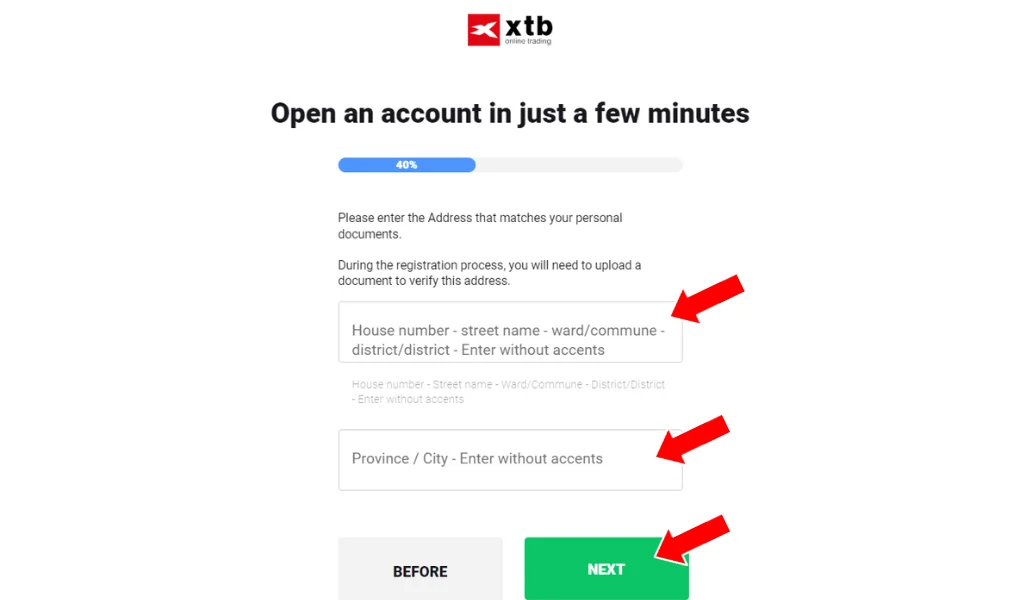 xtb
online trading
Open an account in just a few minutes
40%
Please enter the Address that matches your personal
documents.
During the registration process, you will need to upload a
document to verify this address.
House number - street name - ward/commune -
district/district - Enter without accents
House number - Street name - Ward/Commune - District/District
- Enter without accents
Province / City - Enter without accents
BEFORE
NEXT